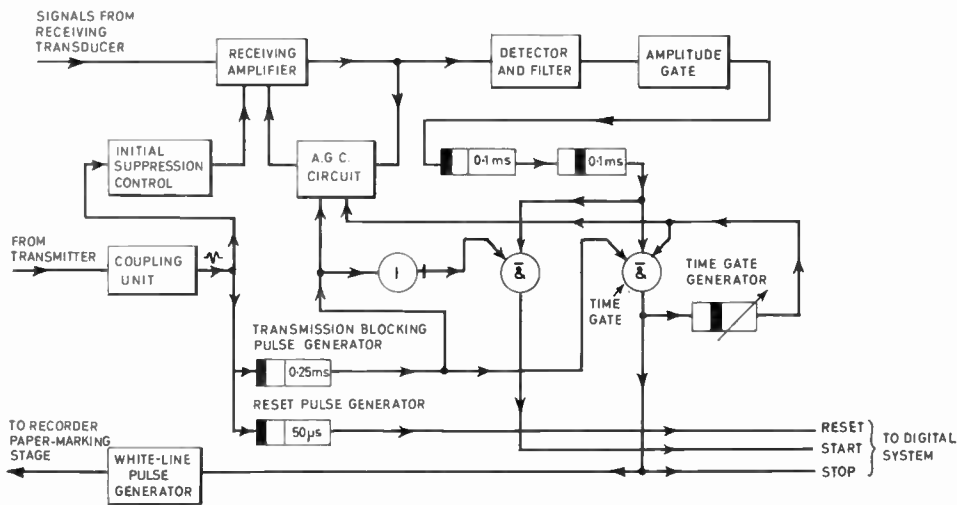 SIGNALS FROM
RECEIVING
TRANSDUCER
RECEIVING
AMPLIFIER
DETECTOR
AND FILTER
AMPLITUDE
GATE
INITIAL
SUPPRESSION
CONTROL
A.G.C.
CIRCUIT
0·1ms
0·1ms
FROM
TRANSMITTER
COUPLING
UNIT
1
&
&
TIME
GATE
TIME GATE
GENERATOR
TRANSMISSION BLOCKING
PULSE GENERATOR
0·25ms
RESET PULSE GENERATOR
50µs
RESET
START
STOP
TO DIGITAL
SYSTEM
TO RECORDER
PAPER-MARKING
STAGE
WHITE-LINE
PULSE
GENERATOR